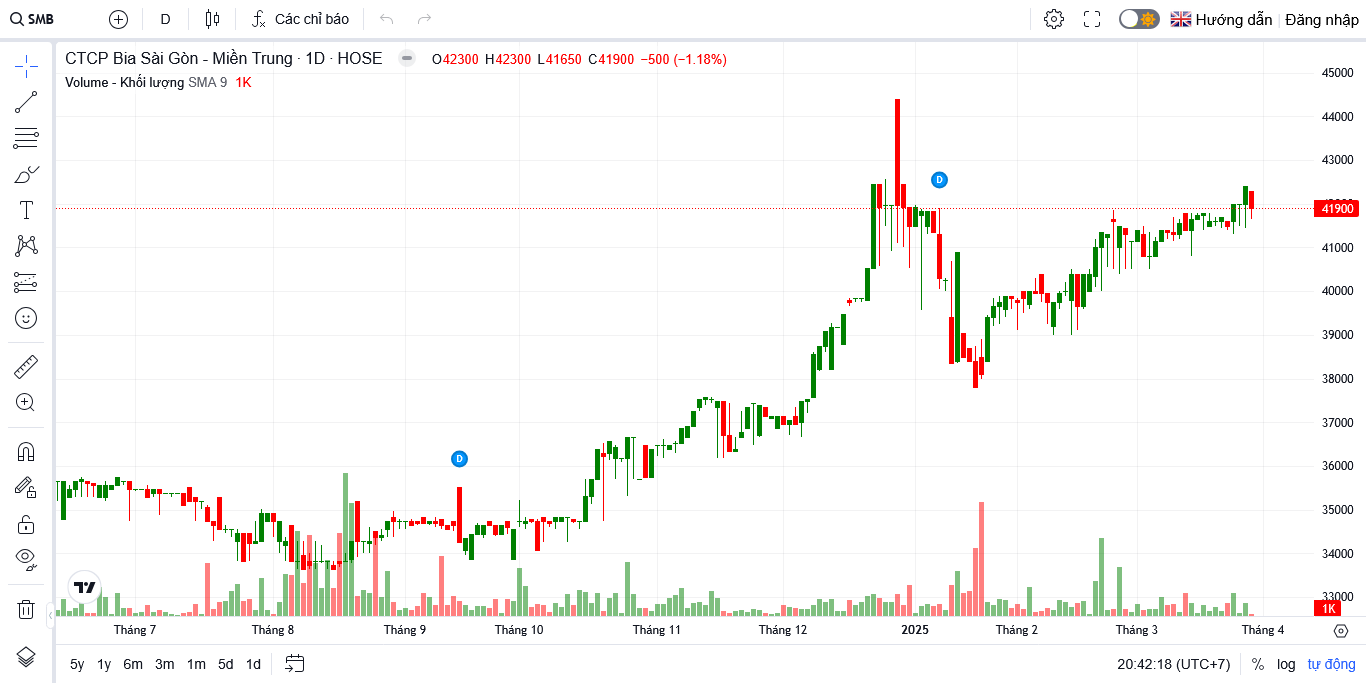 SMB D Các chỉ báo Hướng dẫn Đăng nhập
CTCP Bia Sài Gòn - Miền Trung · 1D · HOSE O42300 H42300 L41650 C41900 −500 (−1.18%)
Volume - Khối lượng SMA 9 1K
45000
44000
43000
41900
41000
40000
39000
38000
37000
36000
35000
34000
33000
1K
D
D
Tháng 7 Tháng 8 Tháng 9 Tháng 10 Tháng 11 Tháng 12 2025 Tháng 2 Tháng 3 Tháng 4
5y 1y 6m 3m 1m 5d 1d 20:42:18 (UTC+7) % log tự động